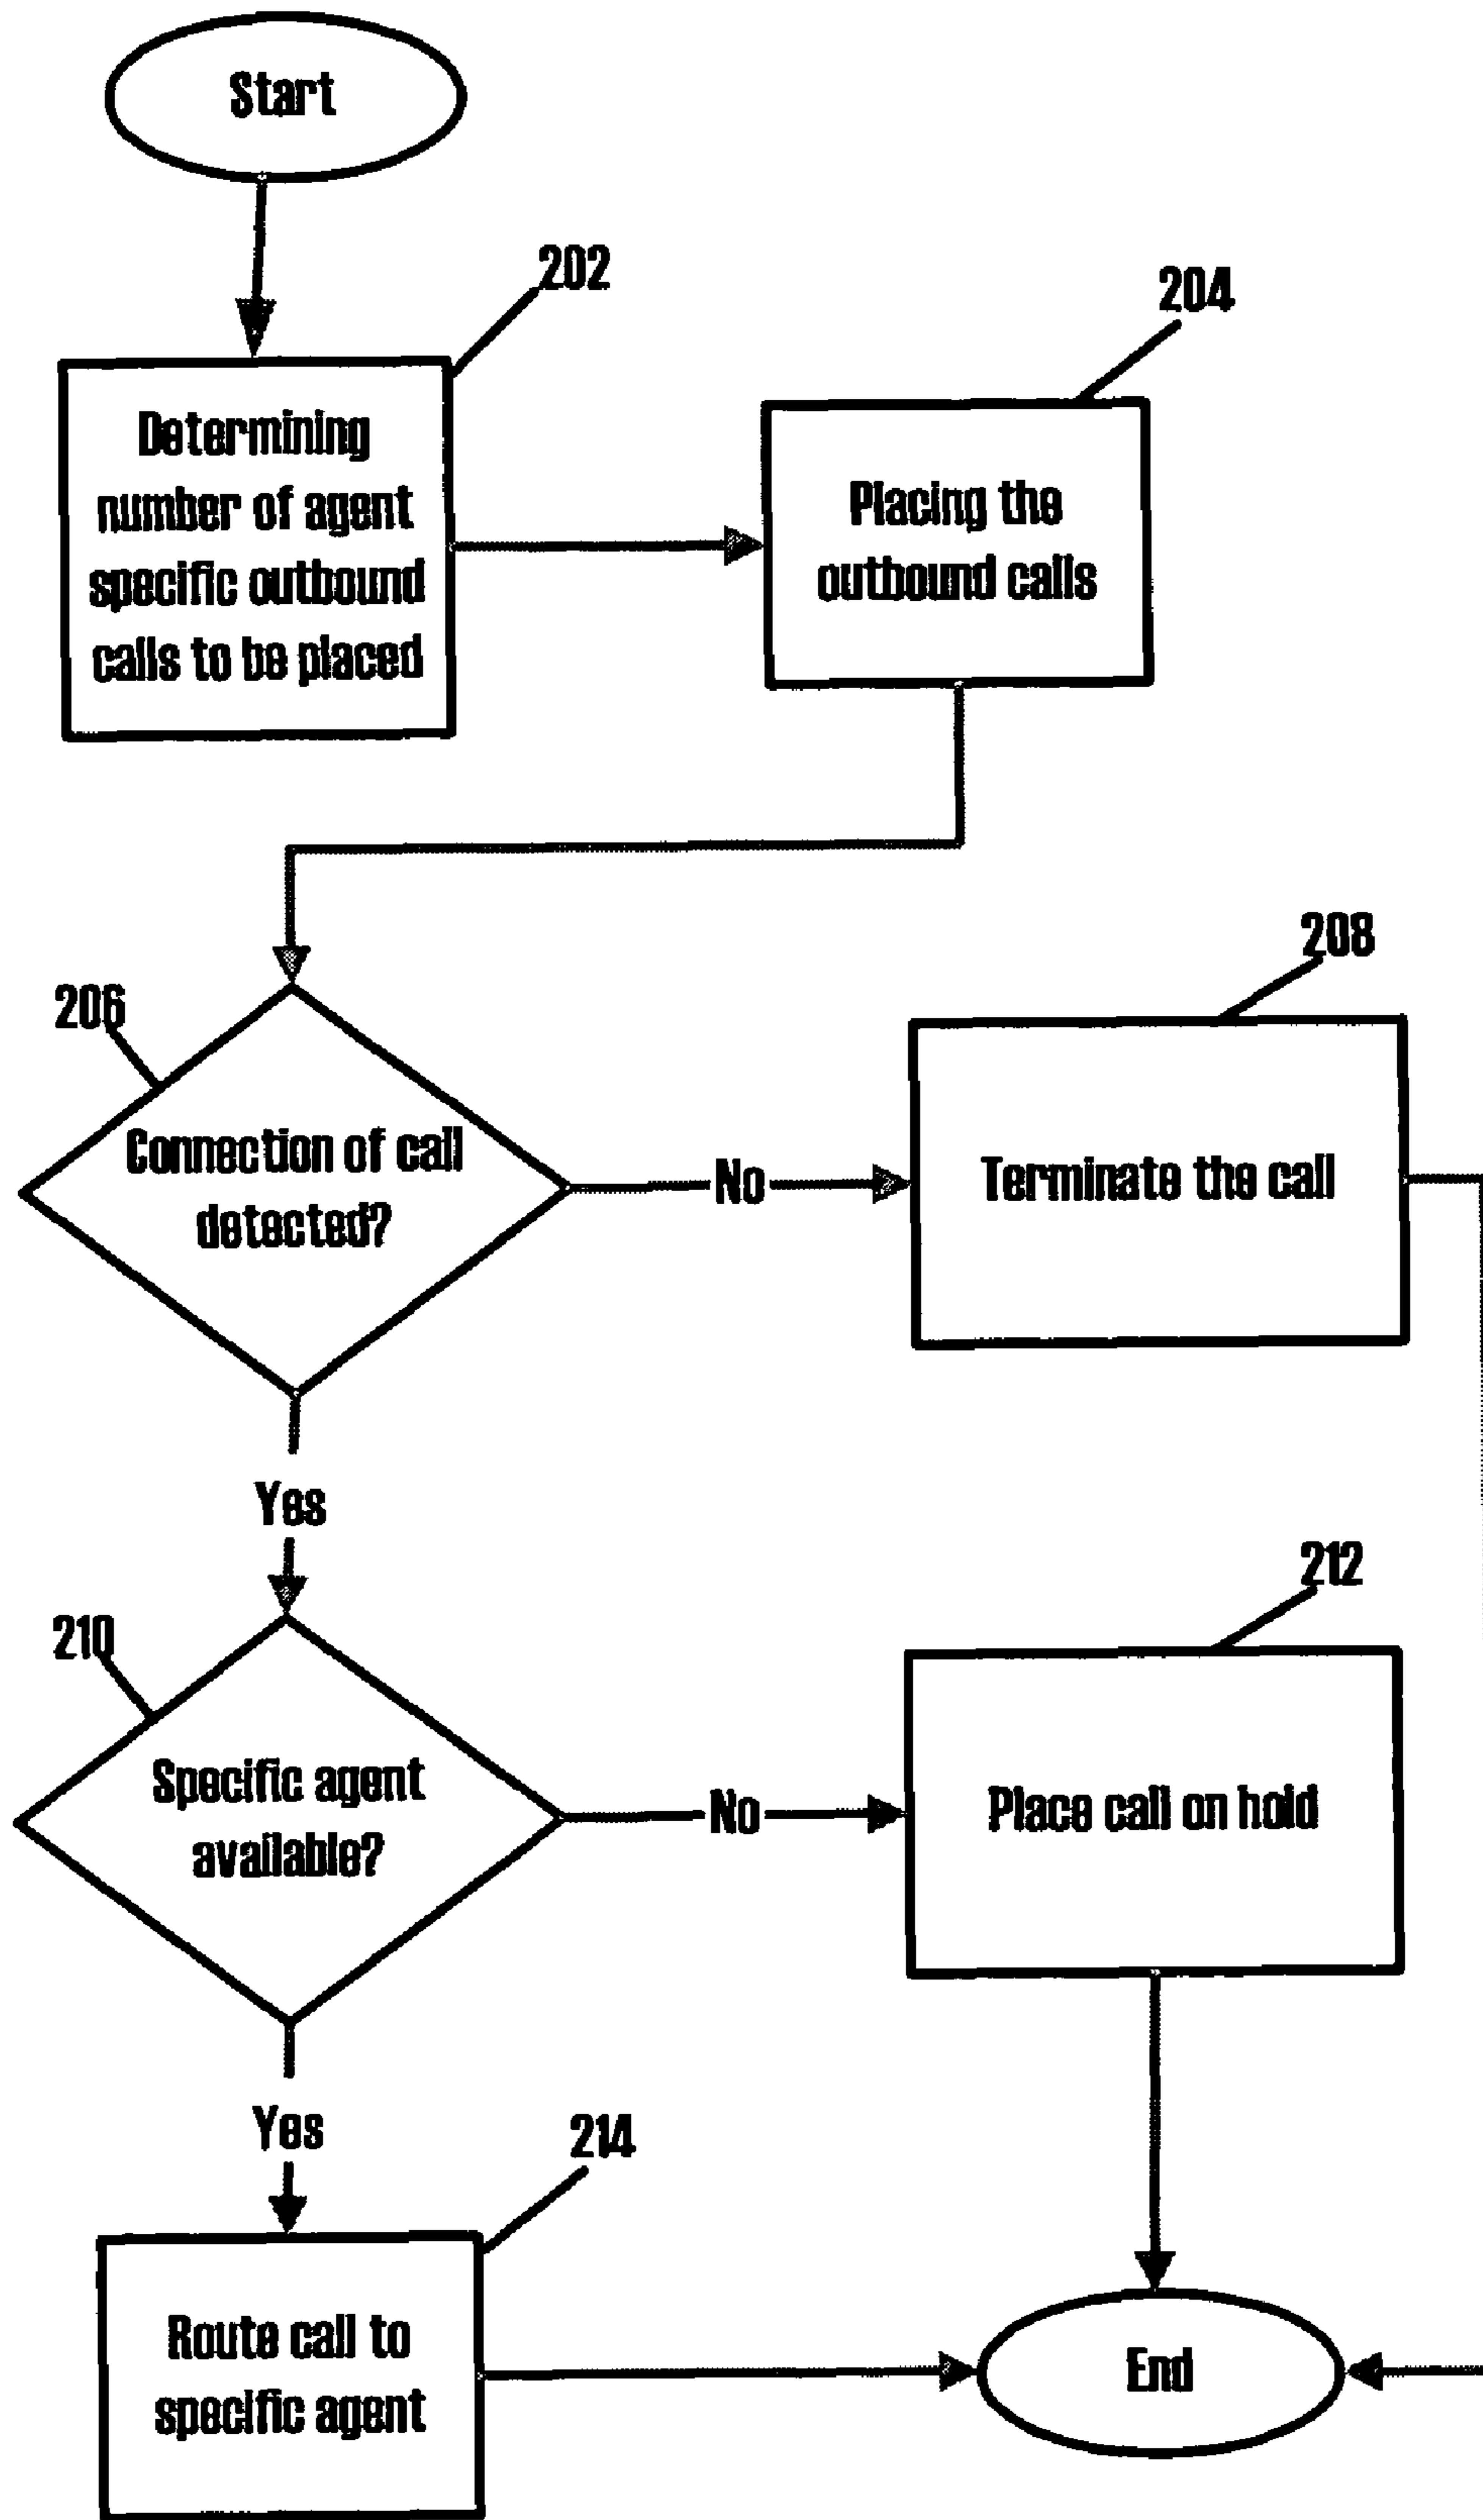 Start
202
204
Determining
number of agent
specific outbound
calls to be placed
Placing the
outbound calls
206
208
Connection of call
detected?
No
Terminate the call
Yes
210
212
Specific agent
available?
No
Place call on hold
Yes
214
Route call to
specific agent
End